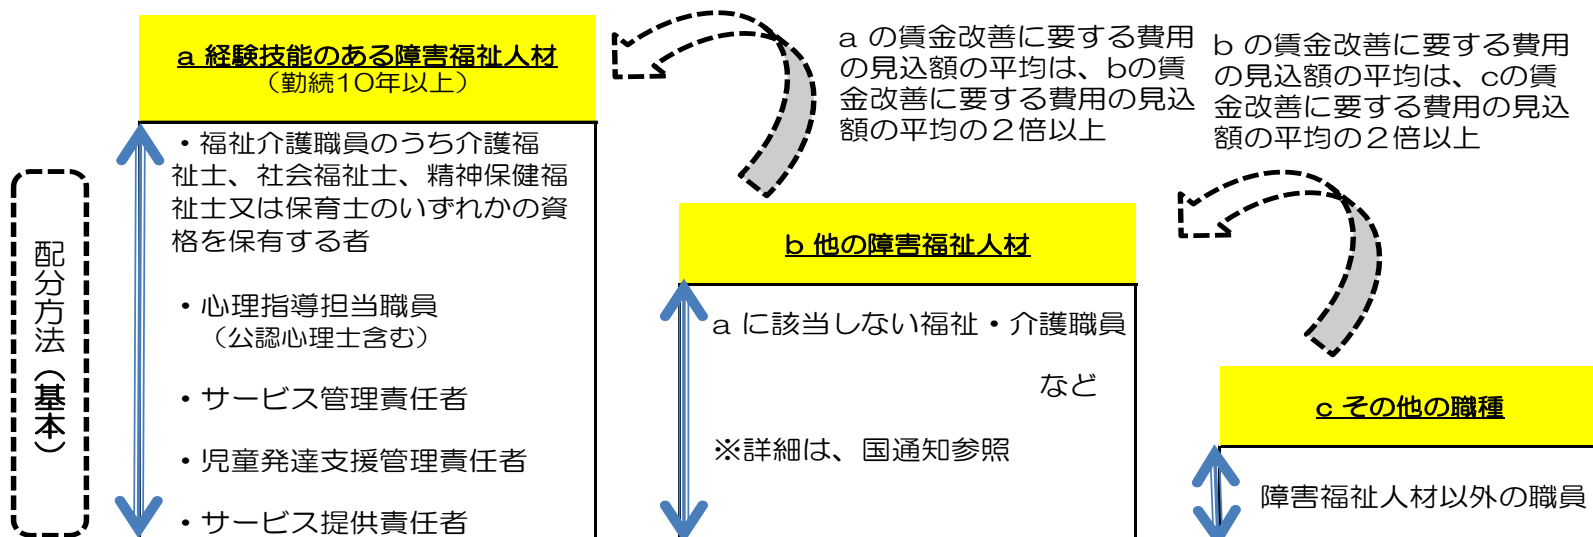 配分方法（基本）
a 経験技能のある障害福祉人材
（勤続10年以上）
・福祉介護職員のうち介護福
祉士、社会福祉士、精神保健福
祉士又は保育士のいずれかの資
格を保有する者
・心理指導担当職員
（公認心理士含む）
・サービス管理責任者
・児童発達支援管理責任者
・サービス提供責任者
a の賃金改善に要する費用
の見込額の平均は、bの賃
金改善に要する費用の見込
額の平均の２倍以上
b 他の障害福祉人材
a に該当しない福祉・介護職員
など
※詳細は、国通知参照
b の賃金改善に要する費用
の見込額の平均は、cの賃
金改善に要する費用の見込
額の平均の２倍以上
c その他の職種
障害福祉人材以外の職員